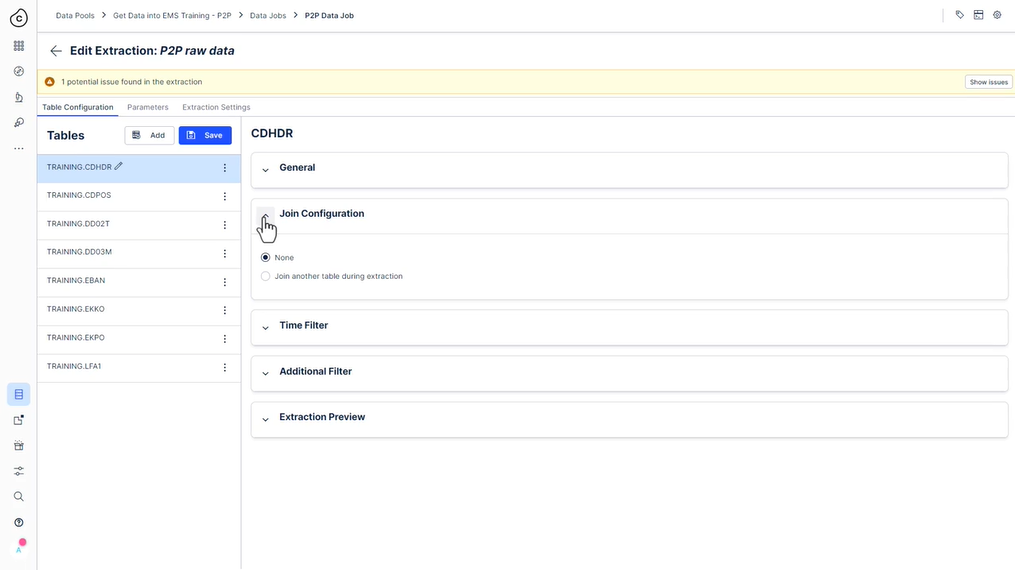 Data Pools > Get Data into EMS Training - P2P > Data Jobs > P2P Data Job
Edit Extraction: P2P raw data
1 potential issue found in the extraction
Show issues
Table Configuration
Parameters
Extraction Settings
Tables
Add
Save
TRAINING.CDHDR
TRAINING.CDPOS
TRAINING.DD02T
TRAINING.DD03M
TRAINING.EBAN
TRAINING.EKKO
TRAINING.EKPO
TRAINING.LFA1
CDHDR
General
Join Configuration
None
Join another table during extraction
Time Filter
Additional Filter
Extraction Preview
A